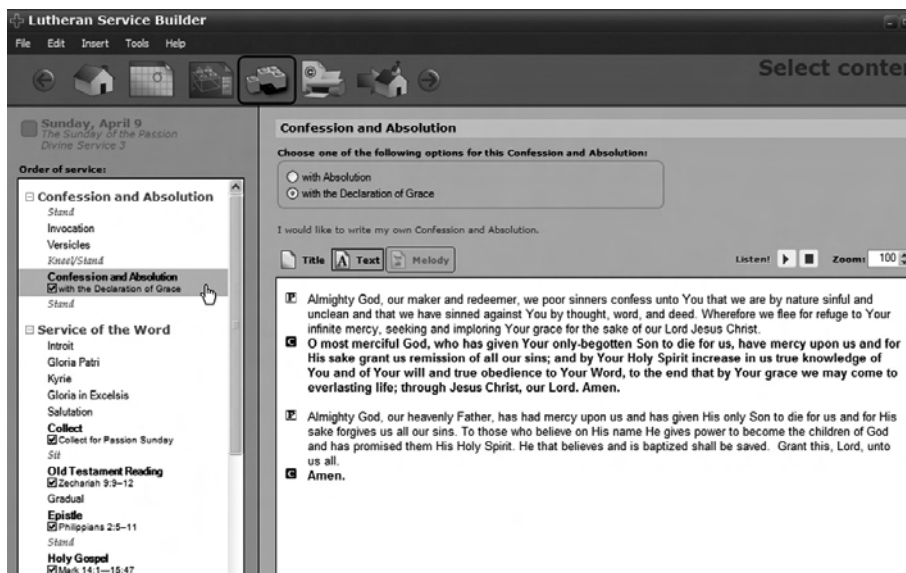 Lutheran Service Builder
File Edit Insert Tools Help
Select conte
Sunday, April 9
The Sunday of the Passion
Divine Service 3
Order of service:
Confession and Absolution
Stand
Invocation
Versicles
Kneel/Stand
Confession and Absolution
with the Declaration of Grace
Stand
Service of the Word
Introit
Gloria Patri
Kyrie
Gloria in Excelsis
Salutation
Collect
Collect for Passion Sunday
Sit
Old Testament Reading
Zechariah 9:9–12
Gradual
Epistle
Philippians 2:5–11
Stand
Holy Gospel
Mark 14:1—15:47
Confession and Absolution
Choose one of the following options for this Confession and Absolution:
with Absolution
with the Declaration of Grace
I would like to write my own Confession and Absolution.
Title A Text Melody Listen! Zoom: 100
P Almighty God, our maker and redeemer, we poor sinners confess unto You that we are by nature sinful and
unclean and that we have sinned against You by thought, word, and deed. Wherefore we flee for refuge to Your
infinite mercy, seeking and imploring Your grace for the sake of our Lord Jesus Christ.
C O most merciful God, who has given Your only-begotten Son to die for us, have mercy upon us and for
His sake grant us remission of all our sins; and by Your Holy Spirit increase in us true knowledge of
You and of Your will and true obedience to Your Word, to the end that by Your grace we may come to
everlasting life; through Jesus Christ, our Lord. Amen.
P Almighty God, our heavenly Father, has had mercy upon us and has given His only Son to die for us and for His
sake forgives us all our sins. To those who believe on His name He gives power to become the children of God
and has promised them His Holy Spirit. He that believes and is baptized shall be saved. Grant this, Lord, unto
us all.
C Amen.